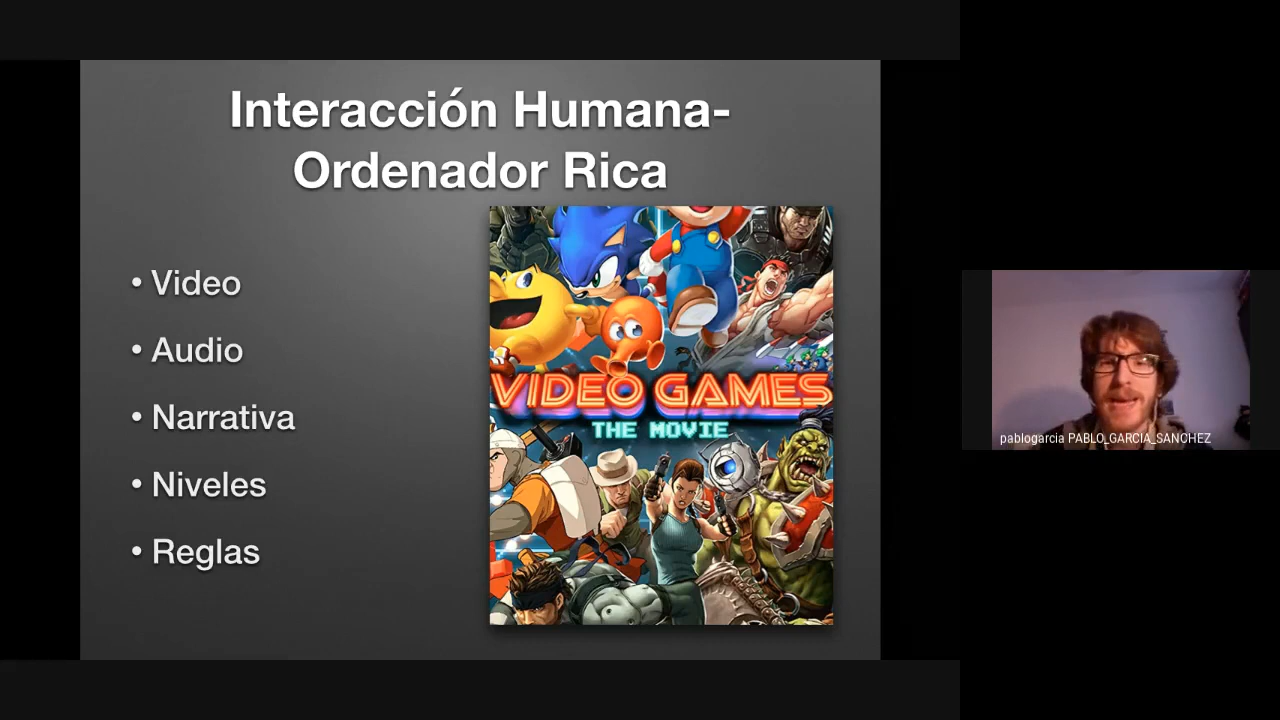 Interacción Humana-
Ordenador Rica
• Video
• Audio
• Narrativa
• Niveles
• Reglas
VIDEO GAMES
THE MOVIE
pablogarcia PABLO_GARCIA_SANCHEZ